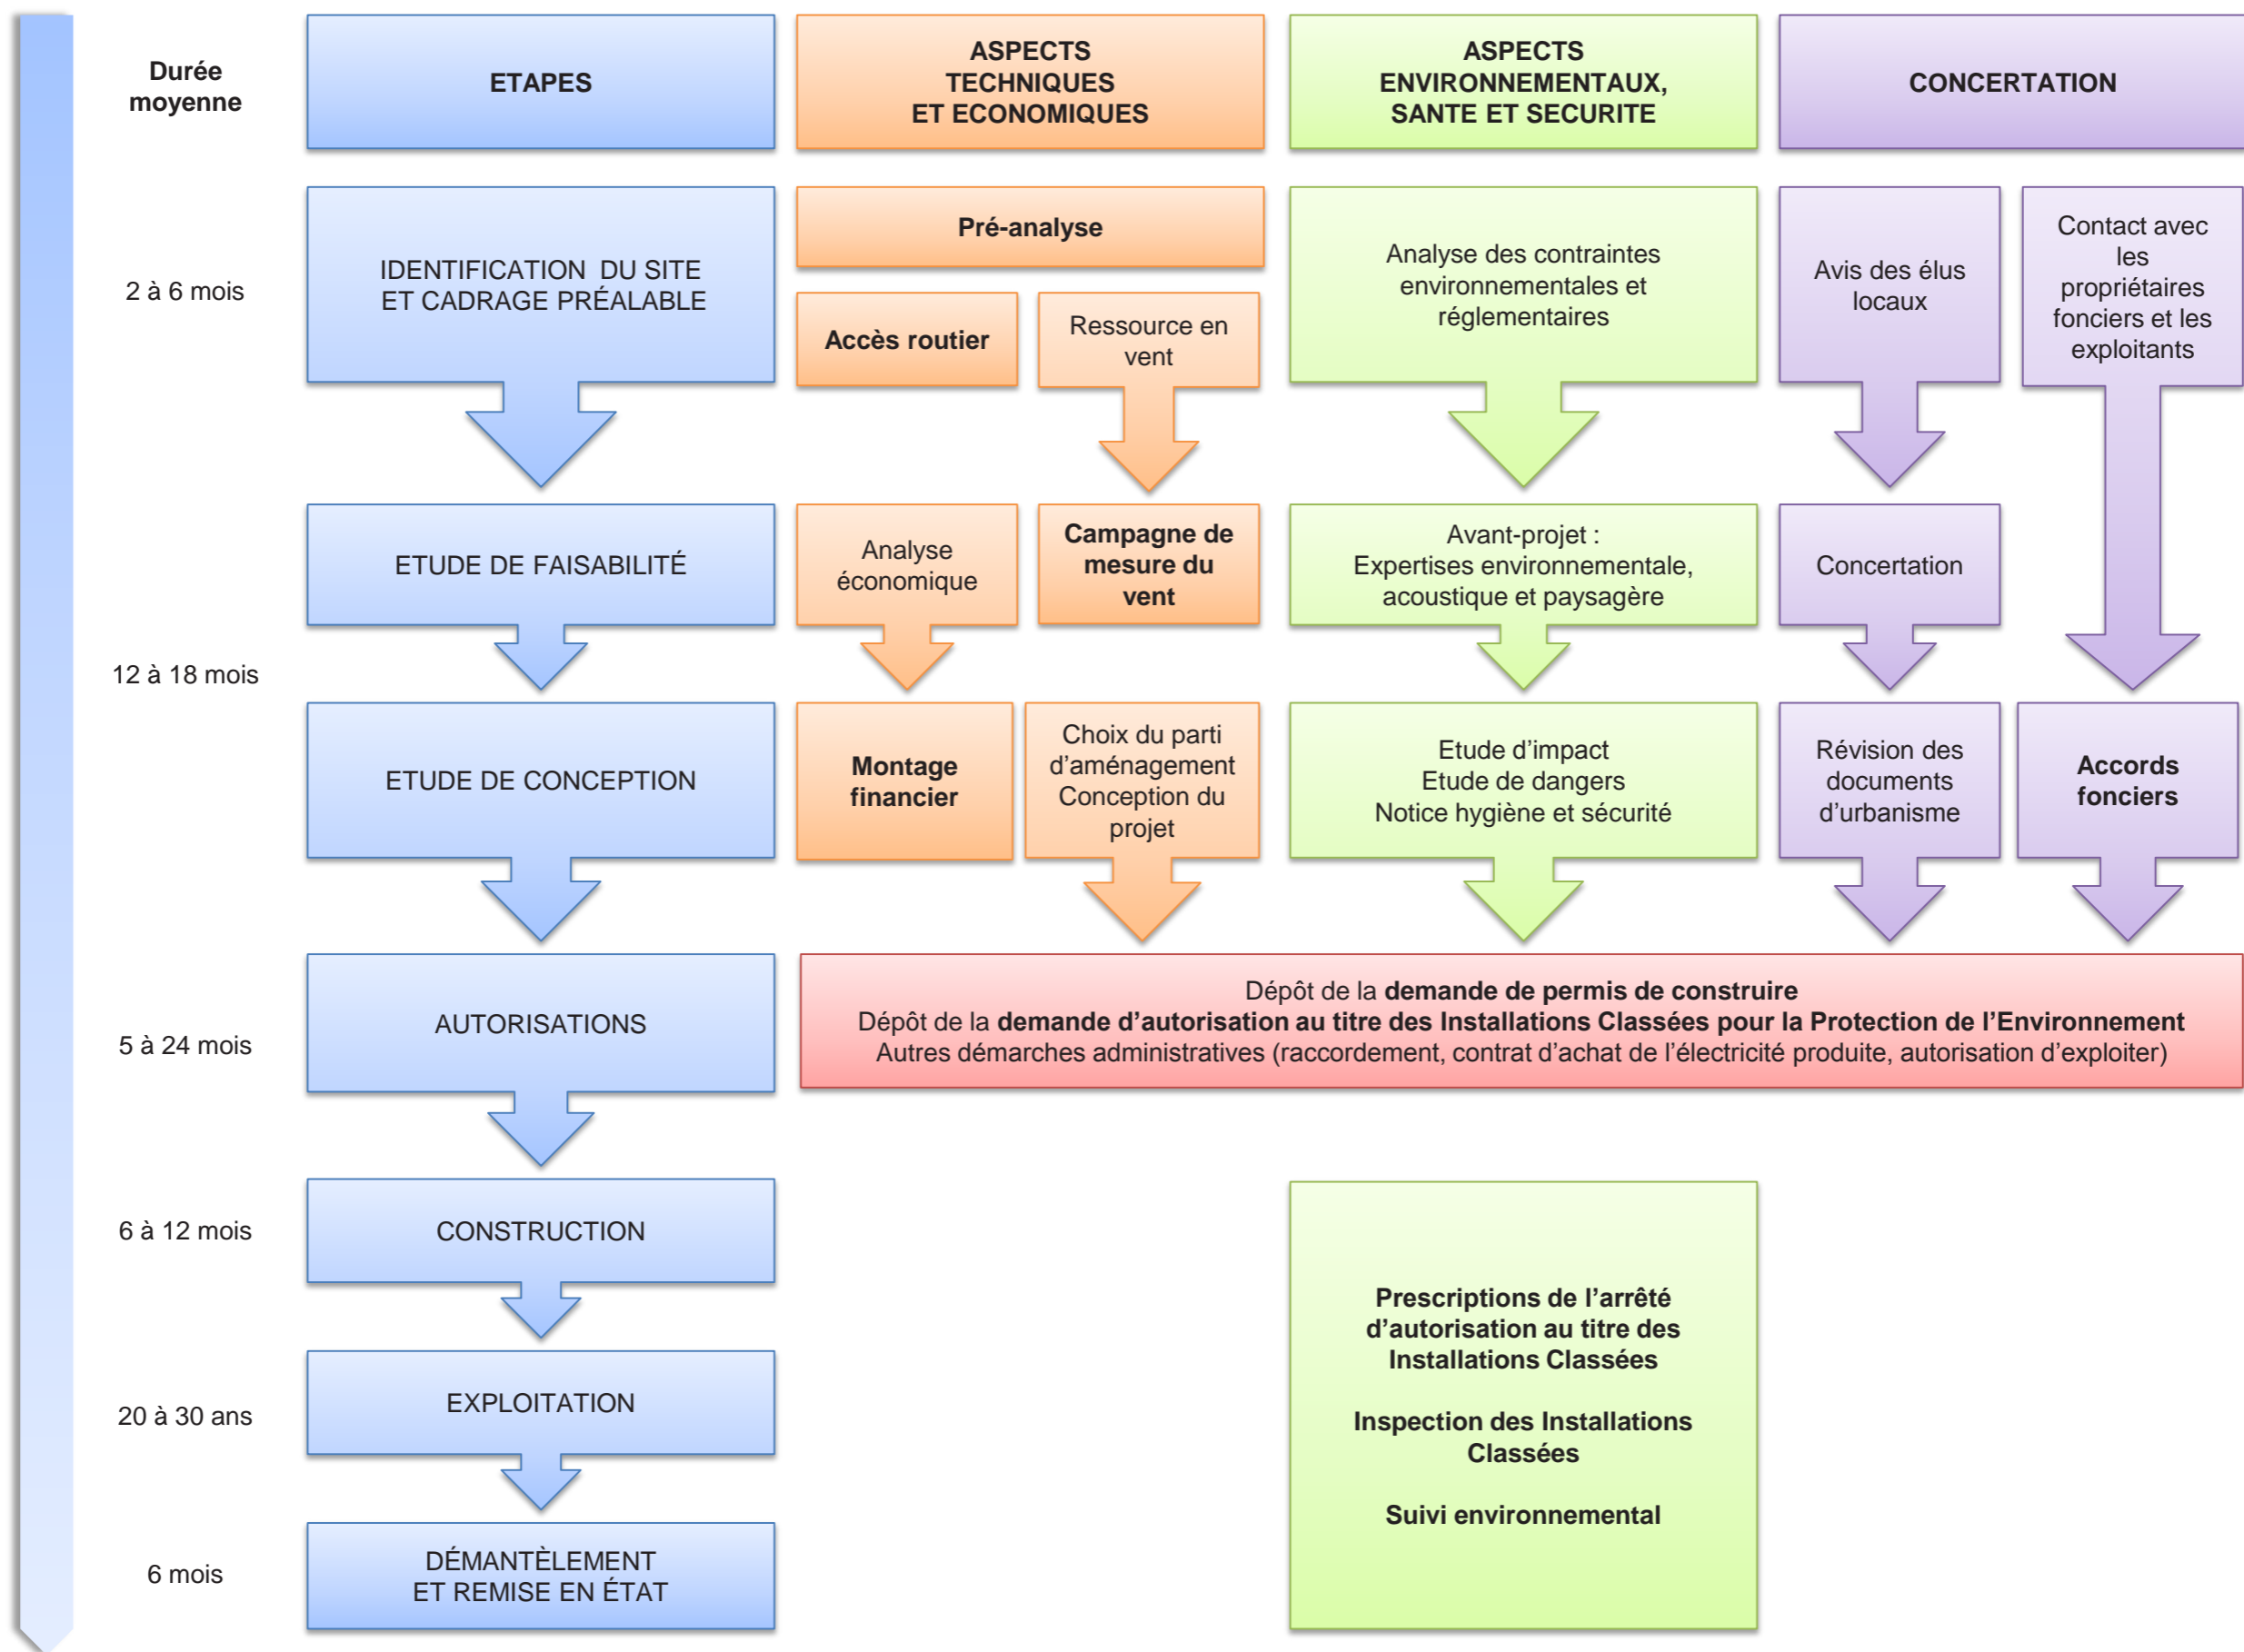 Durée
moyenne
ETAPES
ASPECTS
TECHNIQUES
ET ECONOMIQUES
ASPECTS
ENVIRONNEMENTAUX,
SANTE ET SECURITE
CONCERTATION
2 à 6 mois
IDENTIFICATION DU SITE
ET CADRAGE PRÉALABLE
Pré-analyse
Accès routier
Ressource en
vent
Analyse des contraintes
environnementales et
réglementaires
Avis des élus
locaux
Contact avec
les
propriétaires
fonciers et les
exploitants
12 à 18 mois
ETUDE DE FAISABILITÉ
Analyse
économique
Campagne de
mesure du
vent
Avant-projet :
Expertises environnementale,
acoustique et paysagère
Concertation
ETUDE DE CONCEPTION
Montage
financier
Choix du parti
d’aménagement
Conception du
projet
Etude d’impact
Etude de dangers
Notice hygiène et sécurité
Révision des
documents
d’urbanisme
Accords
fonciers
5 à 24 mois
AUTORISATIONS
Dépôt de la demande de permis de construire
Dépôt de la demande d’autorisation au titre des Installations Classées pour la Protection de l’Environnement
Autres démarches administratives (raccordement, contrat d’achat de l’électricité produite, autorisation d’exploiter)
6 à 12 mois
CONSTRUCTION
Prescriptions de l’arrêté
d’autorisation au titre des
Installations Classées
Inspection des Installations
Classées
Suivi environnemental
20 à 30 ans
EXPLOITATION
6 mois
DÉMANTÈLEMENT
ET REMISE EN ÉTAT